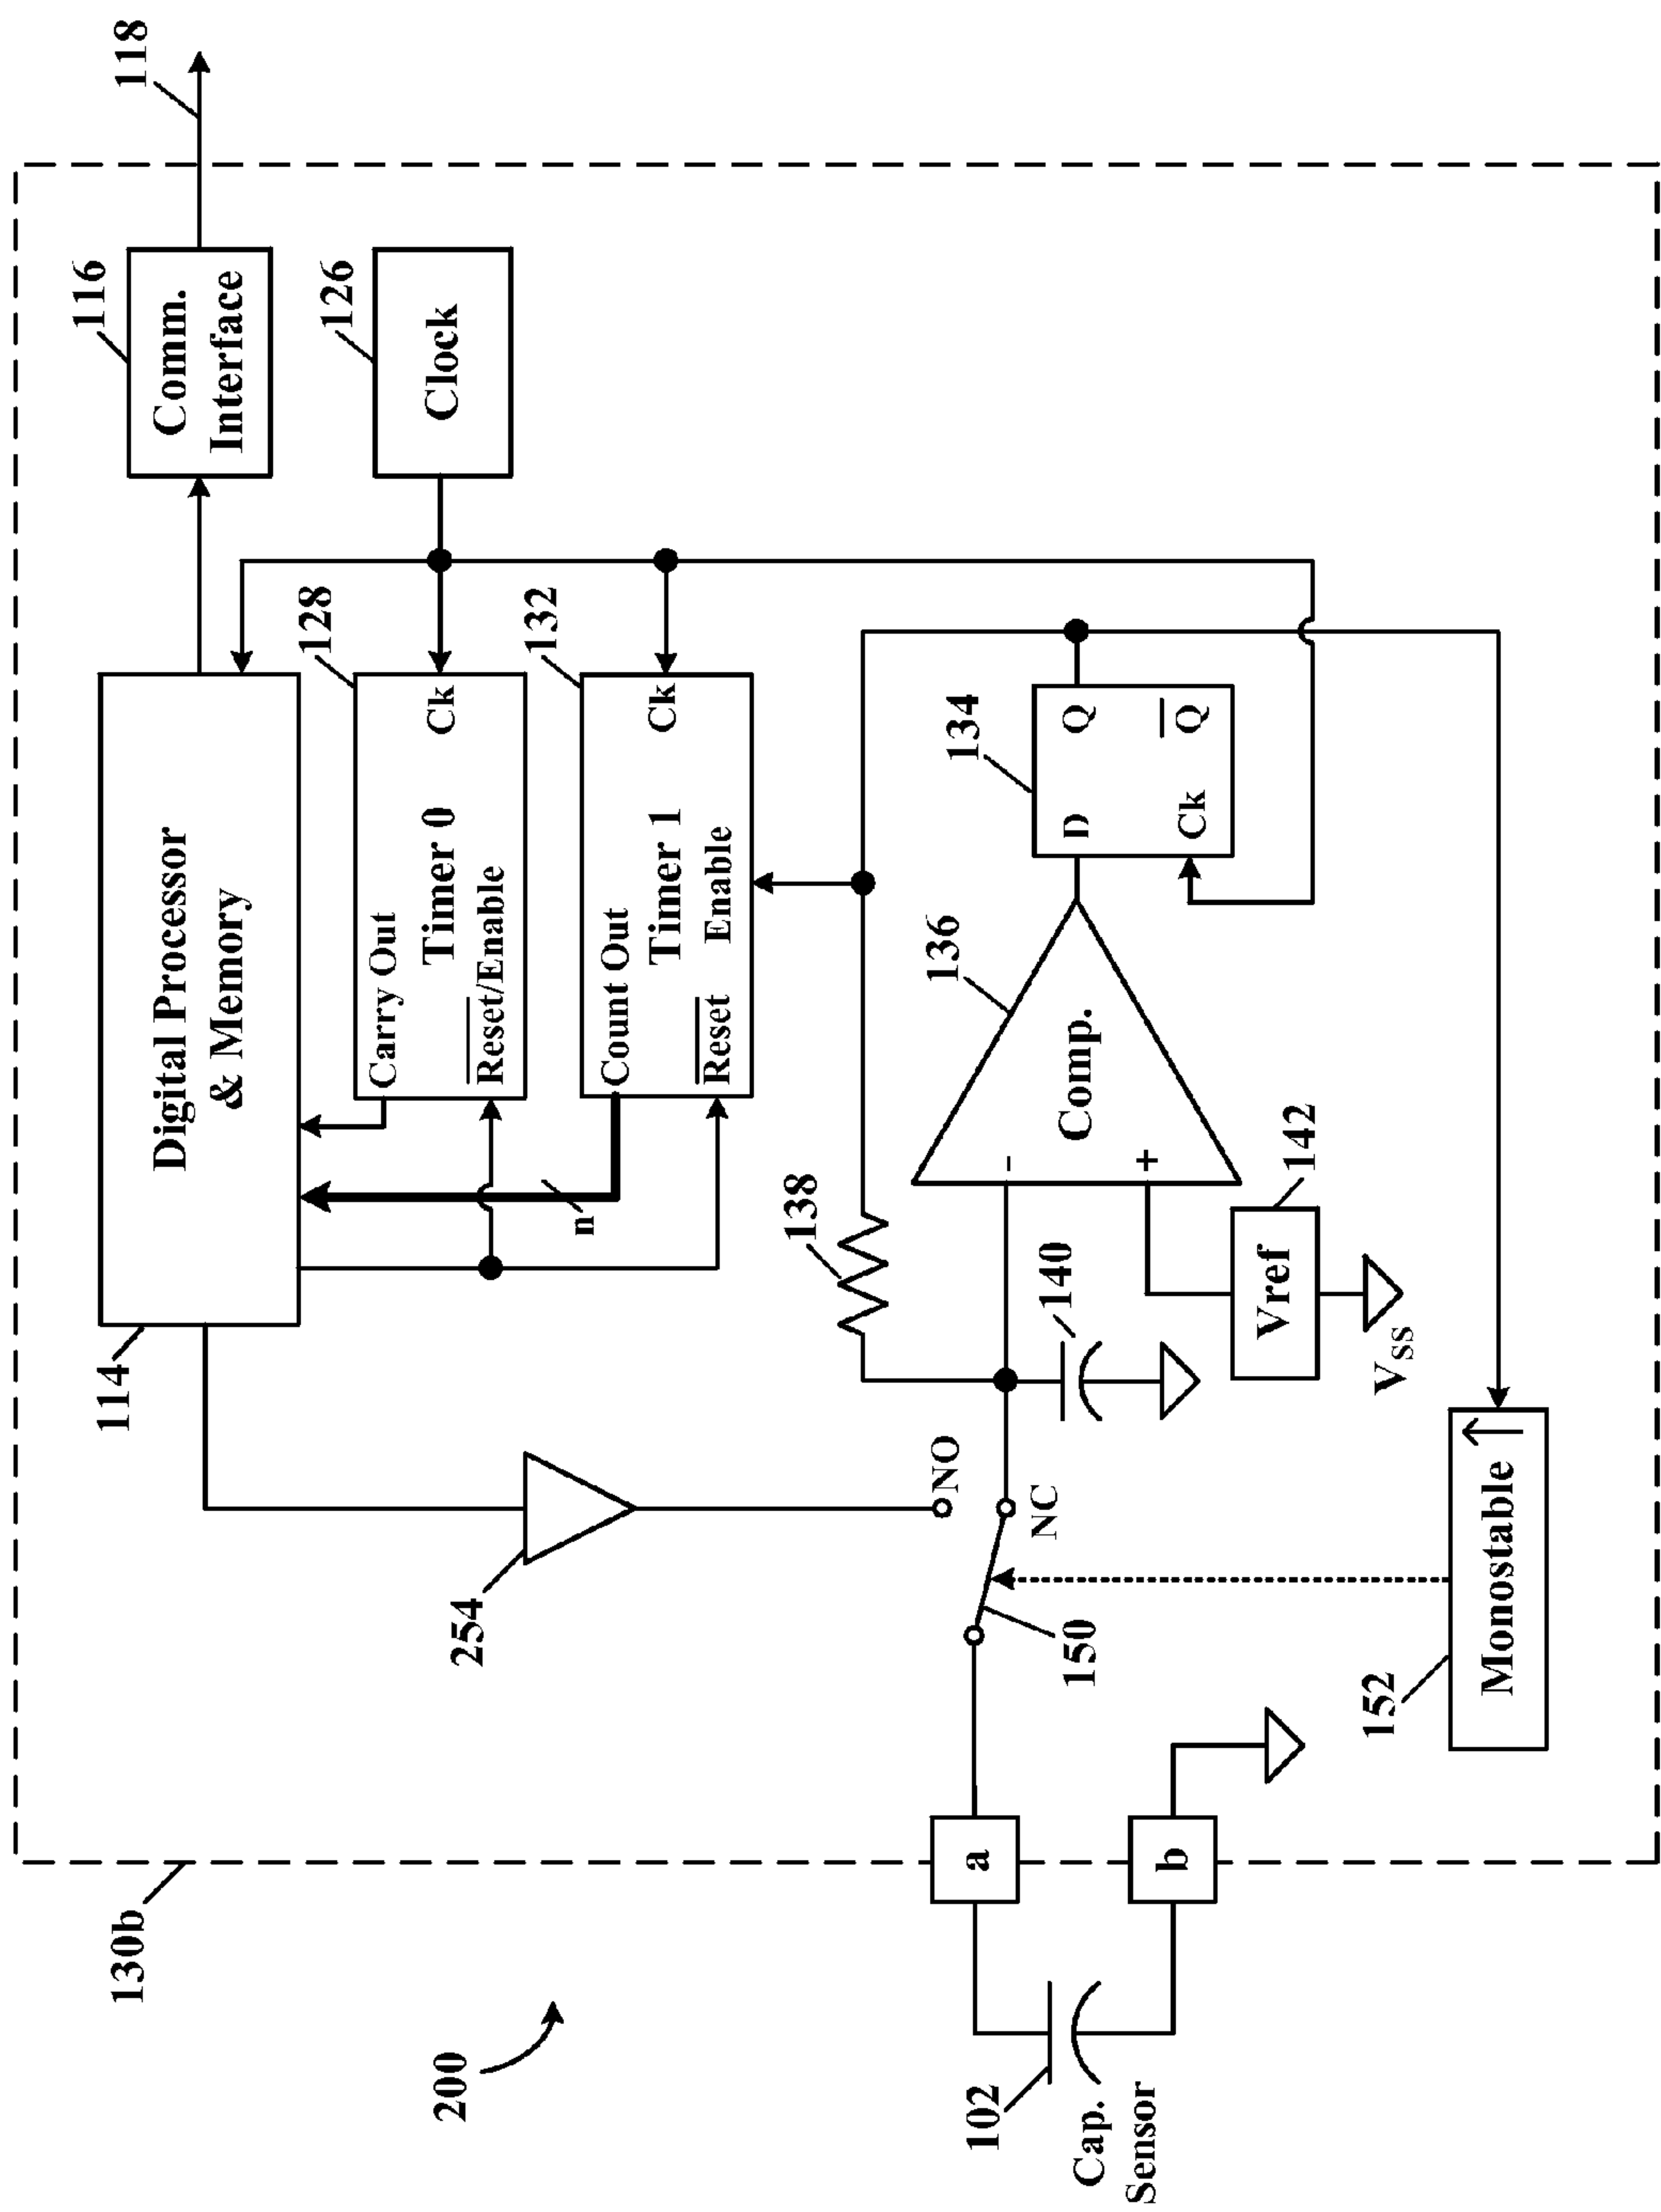 118
116
Comm.
Interface
126
Clock
114
Digital Processor
& Memory
128
Carry Out
Timer 0
Ck
Reset/Enable
132
Count Out
Timer 1
Ck
Reset
Enable
n
254
138
134
D
Q
Ck
Q
136
Comp.
-
+
140
142
Vref
VSS
NO
NC
150
152
Monostable ↑
a
b
130b
200
102
Cap.
Sensor